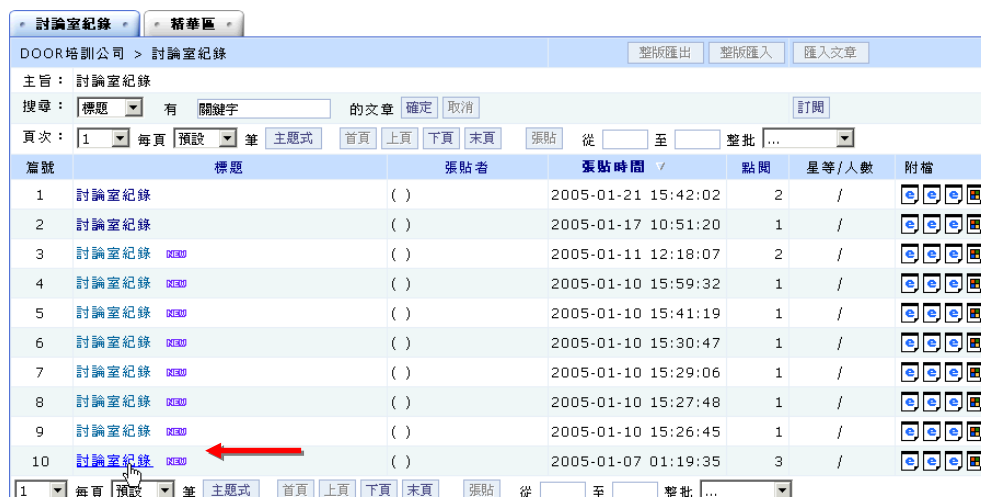 討論室紀錄 精華區
DOOR培訓公司 > 討論室紀錄 整版匯出 整版匯入 匯入文章
主旨： 討論室紀錄
搜尋： 標題 有 關鍵字 的文章 確定 取消 訂閱
頁次： 1 每頁 預設 筆 主題式 首頁 上頁 下頁 末頁 張貼 從 至 整批 ...
篇號 標題 張貼者 張貼時間 點閱 星等/人數 附檔
1 討論室紀錄 ( ) 2005-01-21 15:42:02 2 /
2 討論室紀錄 ( ) 2005-01-17 10:51:20 1 /
3 討論室紀錄 NEW ( ) 2005-01-11 12:18:07 2 /
4 討論室紀錄 NEW ( ) 2005-01-10 15:59:32 1 /
5 討論室紀錄 NEW ( ) 2005-01-10 15:41:19 1 /
6 討論室紀錄 NEW ( ) 2005-01-10 15:30:47 1 /
7 討論室紀錄 NEW ( ) 2005-01-10 15:29:06 1 /
8 討論室紀錄 NEW ( ) 2005-01-10 15:27:48 1 /
9 討論室紀錄 NEW ( ) 2005-01-10 15:26:45 1 /
10 討論室紀錄 NEW ( ) 2005-01-07 01:19:35 3 /
1 每頁 預設 筆 主題式 首頁 上頁 下頁 末頁 張貼 從 至 整批 ...